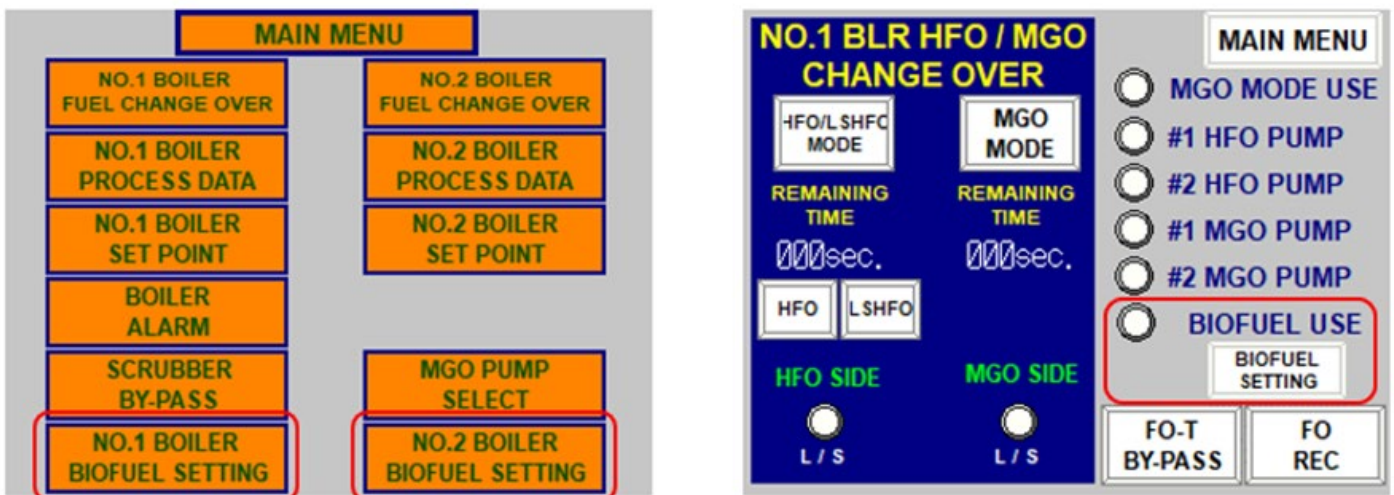 MAIN MENU
NO.1 BOILER
FUEL CHANGE OVER
NO.2 BOILER
FUEL CHANGE OVER
NO.1 BOILER
PROCESS DATA
NO.2 BOILER
PROCESS DATA
NO.1 BOILER
SET POINT
NO.2 BOILER
SET POINT
BOILER
ALARM
SCRUBBER
BY-PASS
MGO PUMP
SELECT
NO.1 BOILER
BIOFUEL SETTING
NO.2 BOILER
BIOFUEL SETTING
NO.1 BLR HFO / MGO
CHANGE OVER
HFO/LSHFO
MODE
MGO
MODE
REMAINING
TIME
REMAINING
TIME
000sec.
000sec.
HFO
LSHFO
HFO SIDE
MGO SIDE
L / S
L / S
MAIN MENU
MGO MODE USE
#1 HFO PUMP
#2 HFO PUMP
#1 MGO PUMP
#2 MGO PUMP
BIOFUEL USE
BIOFUEL
SETTING
FO-T
BY-PASS
FO
REC